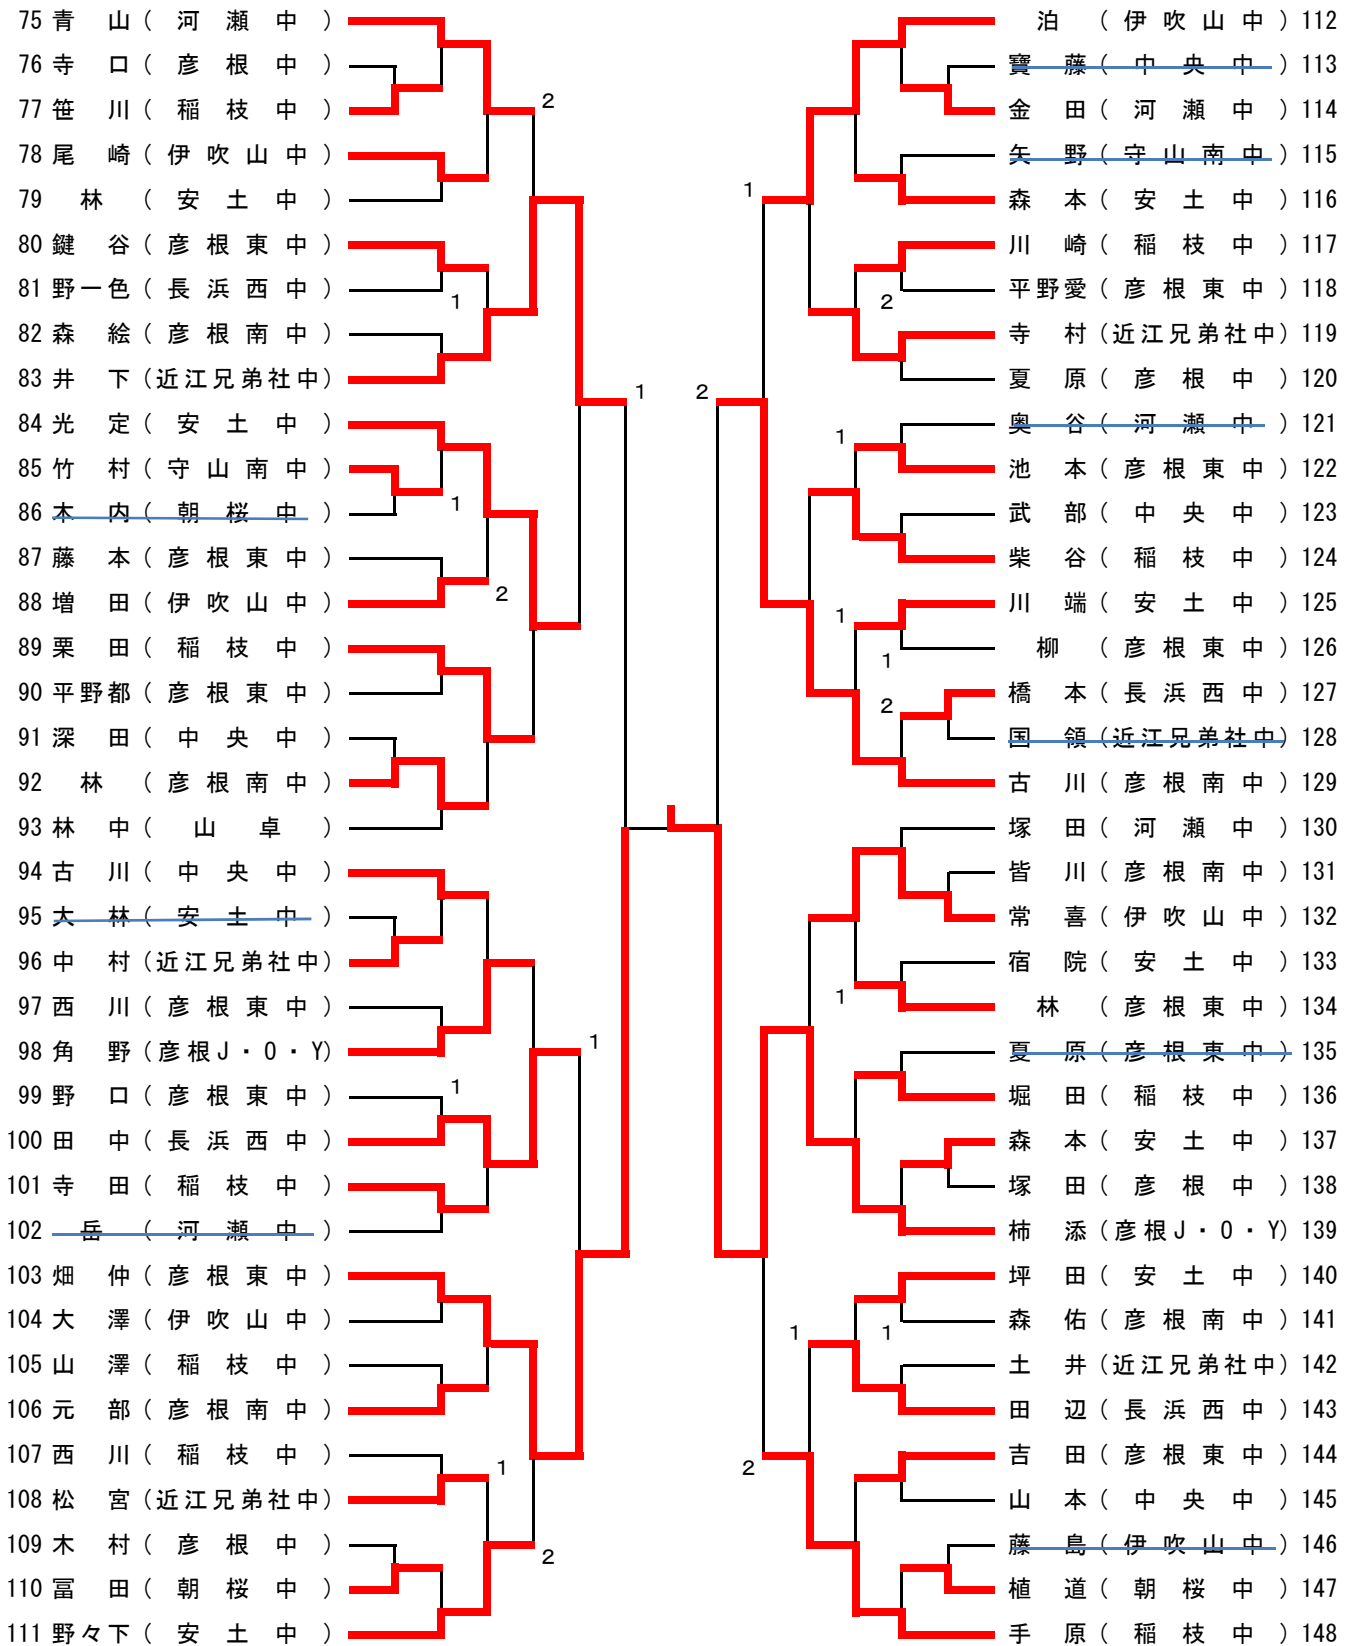 75 青山（河瀬中）
76 寺口（彦根中）
77 笹川（稲枝中）
78 尾崎（伊吹山中）
79 林（安土中）
80 鍵谷（彦根東中）
81 野一色（長浜西中）
82 森絵（彦根南中）
83 井下（近江兄弟社中）
84 光定（安土中）
85 竹村（守山南中）
86 木内（朝桜中）
87 藤本（彦根東中）
88 増田（伊吹山中）
89 栗田（稲枝中）
90 平野都（彦根東中）
91 深田（中央中）
92 林（彦根南中）
93 林中（山卓）
94 古川（中央中）
95 大林（安土中）
96 中村（近江兄弟社中）
97 西川（彦根東中）
98 角野（彦根J・O・Y）
99 野口（彦根東中）
100 田中（長浜西中）
101 寺田（稲枝中）
102 岳（河瀬中）
103 畑仲（彦根東中）
104 大澤（伊吹山中）
105 山澤（稲枝中）
106 元部（彦根南中）
107 西川（稲枝中）
108 松宮（近江兄弟社中）
109 木村（彦根中）
110 冨田（朝桜中）
111 野々下（安土中）
2
1
1
1
2
1
1
1
2
泊（伊吹山中）112
寶藤（中央中）113
金田（河瀬中）114
矢野（守山南中）115
森本（安土中）116
川崎（稲枝中）117
平野愛（彦根東中）118
寺村（近江兄弟社中）119
夏原（彦根中）120
奥谷（河瀬中）121
池本（彦根東中）122
武部（中央中）123
柴谷（稲枝中）124
川端（安土中）125
柳（彦根東中）126
橋本（長浜西中）127
国領（近江兄弟社中）128
古川（彦根南中）129
塚田（河瀬中）130
皆川（彦根南中）131
常喜（伊吹山中）132
宿院（安土中）133
林（彦根東中）134
夏原（彦根東中）135
堀田（稲枝中）136
森本（安土中）137
塚田（彦根中）138
柿添（彦根J・O・Y）139
坪田（安土中）140
森佑（彦根南中）141
土井（近江兄弟社中）142
田辺（長浜西中）143
吉田（彦根東中）144
山本（中央中）145
藤島（伊吹山中）146
植道（朝桜中）147
手原（稲枝中）148
1
2
2
1
1
1
2
1
1
1
2